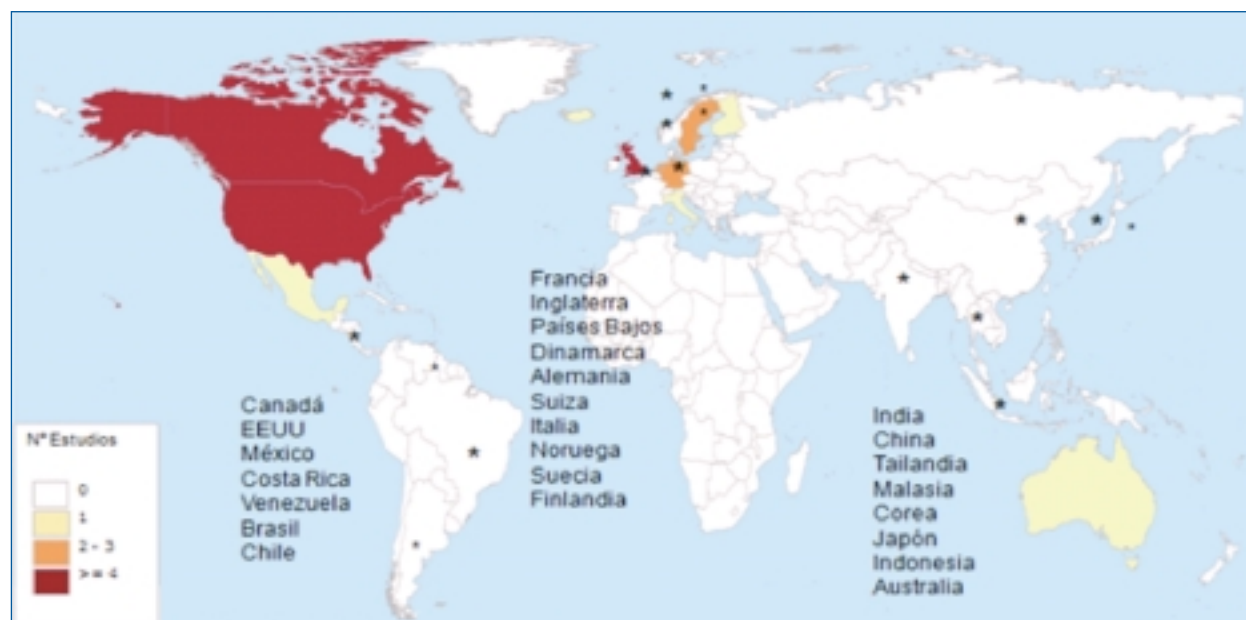 Francia
Inglaterra
Países Bajos
Dinamarca
Alemania
Suiza
Italia
Noruega
Suecia
Finlandia
Canadá
EEUU
México
Costa Rica
Venezuela
Brasil
Chile
India
China
Tailandia
Malasia
Corea
Japón
Indonesia
Australia
Nº Estudios
0
1
2 - 3
>= 4